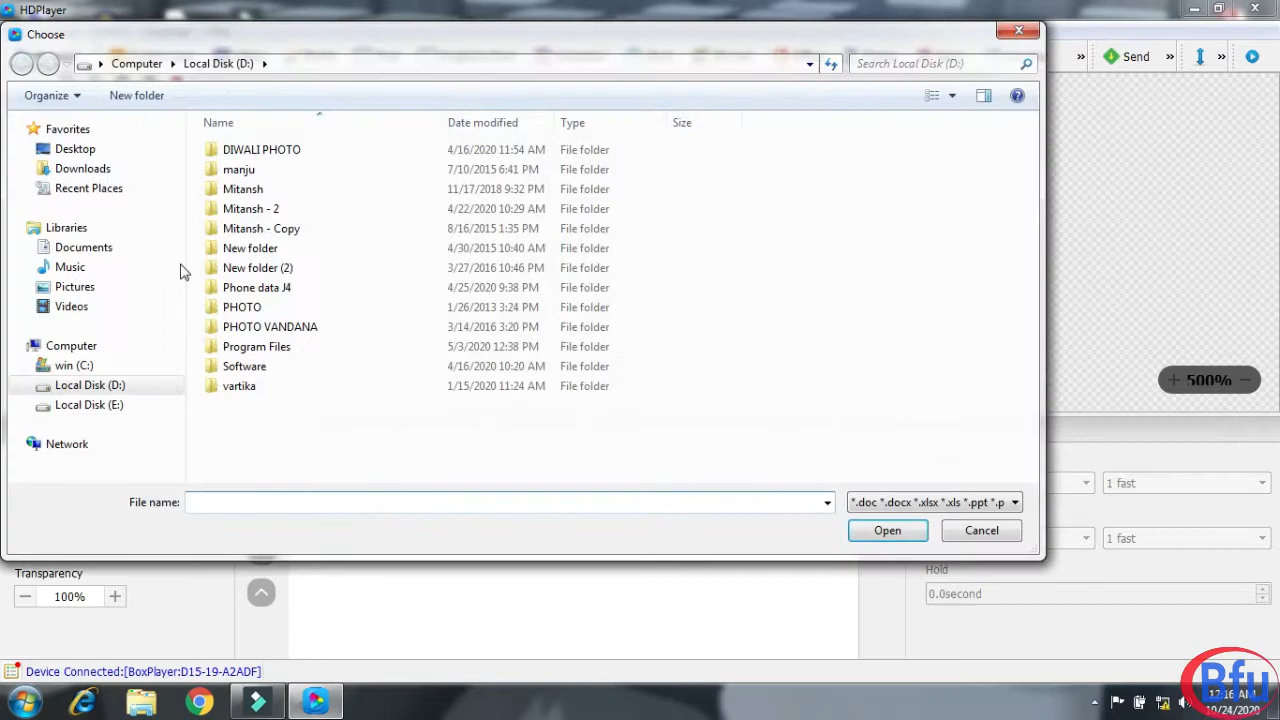 HDPlayer
Choose
Computer Local Disk (D:)
Search Local Disk (D:)
Send
Organize New folder
Name Date modified Type Size
Favorites
Desktop
Downloads
Recent Places
Libraries
Documents
Music
Pictures
Videos
Computer
win (C:)
Local Disk (D:)
Local Disk (E:)
Network
DIWALI PHOTO 4/16/2020 11:54 AM File folder
manju 7/10/2015 6:41 PM File folder
Mitansh 11/17/2018 9:32 PM File folder
Mitansh - 2 4/22/2020 10:29 AM File folder
Mitansh - Copy 8/16/2015 1:35 PM File folder
New folder 4/30/2015 10:40 AM File folder
New folder (2) 3/27/2016 10:46 PM File folder
Phone data J4 4/25/2020 9:38 PM File folder
PHOTO 1/26/2013 3:24 PM File folder
PHOTO VANDANA 3/14/2016 3:20 PM File folder
Program Files 5/3/2020 12:38 PM File folder
Software 4/16/2020 10:20 AM File folder
vartika 1/15/2020 11:24 AM File folder
+ 500% −
File name:
*.doc *.docx *.xlsx *.xls *.ppt *.p
Open Cancel
1 fast
1 fast
Hold
0.0second
Transparency
− 100% +
Device Connected:[BoxPlayer:D15-19-A2ADF]
Bfu
12:16 AM
10/24/2020